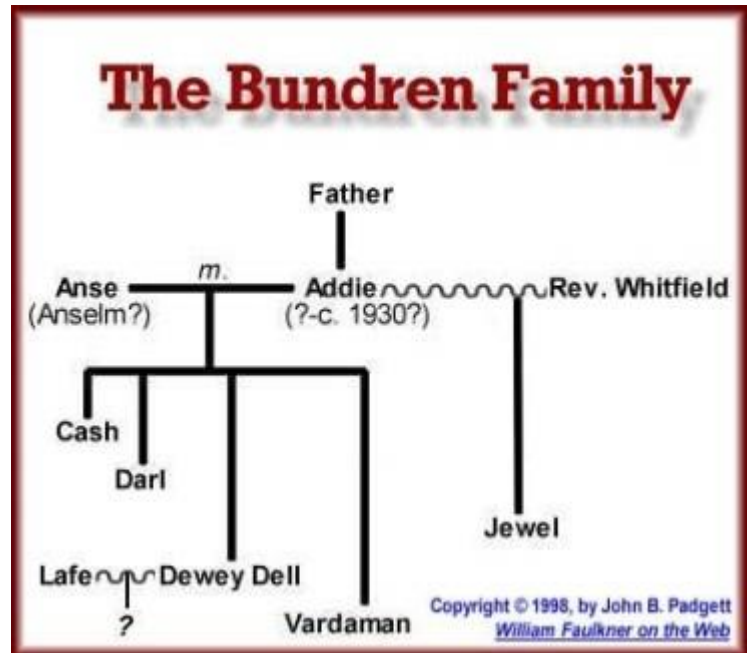 The Bundren Family
Father
m.
Anse Addie Rev. Whitfield
(Anselm?) (?-c. 1930?)
Cash
Darl
Jewel
Lafe Dewey Dell
? Vardaman
Copyright © 1998, by John B. Padgett
William Faulkner on the Web